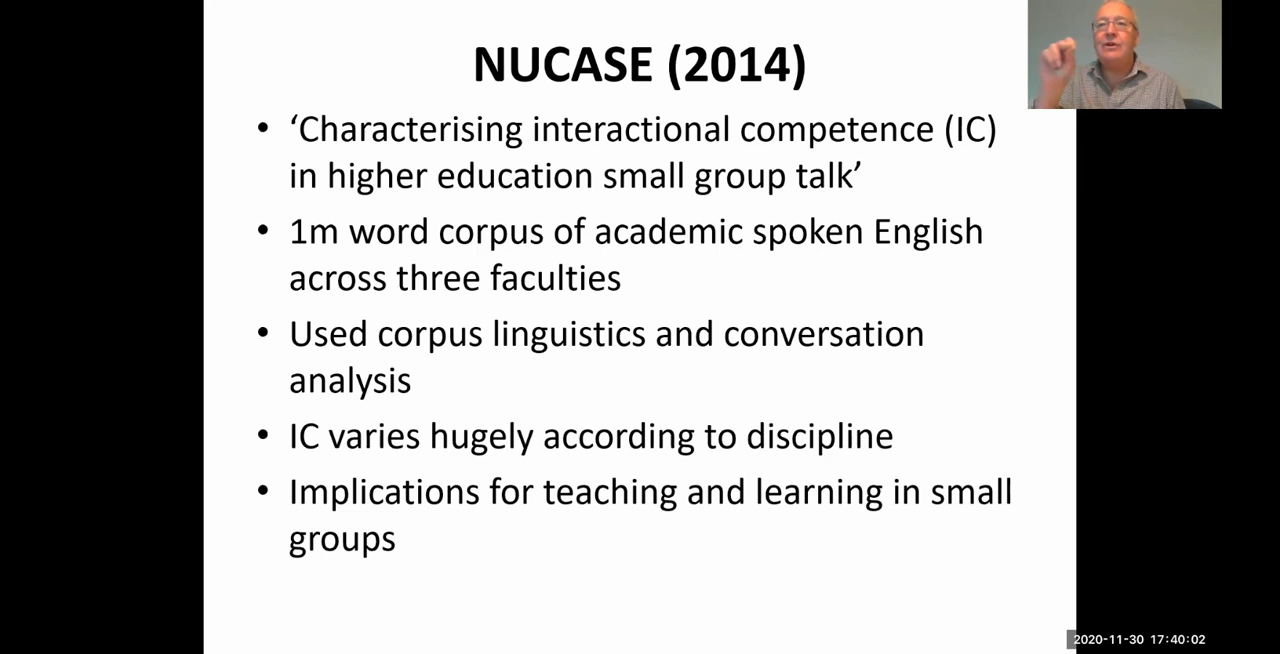 NUCASE (2014)
• ‘Characterising interactional competence (IC)
in higher education small group talk’
• 1m word corpus of academic spoken English
across three faculties
• Used corpus linguistics and conversation
analysis
• IC varies hugely according to discipline
• Implications for teaching and learning in small
groups
2020-11-30 17:40:02